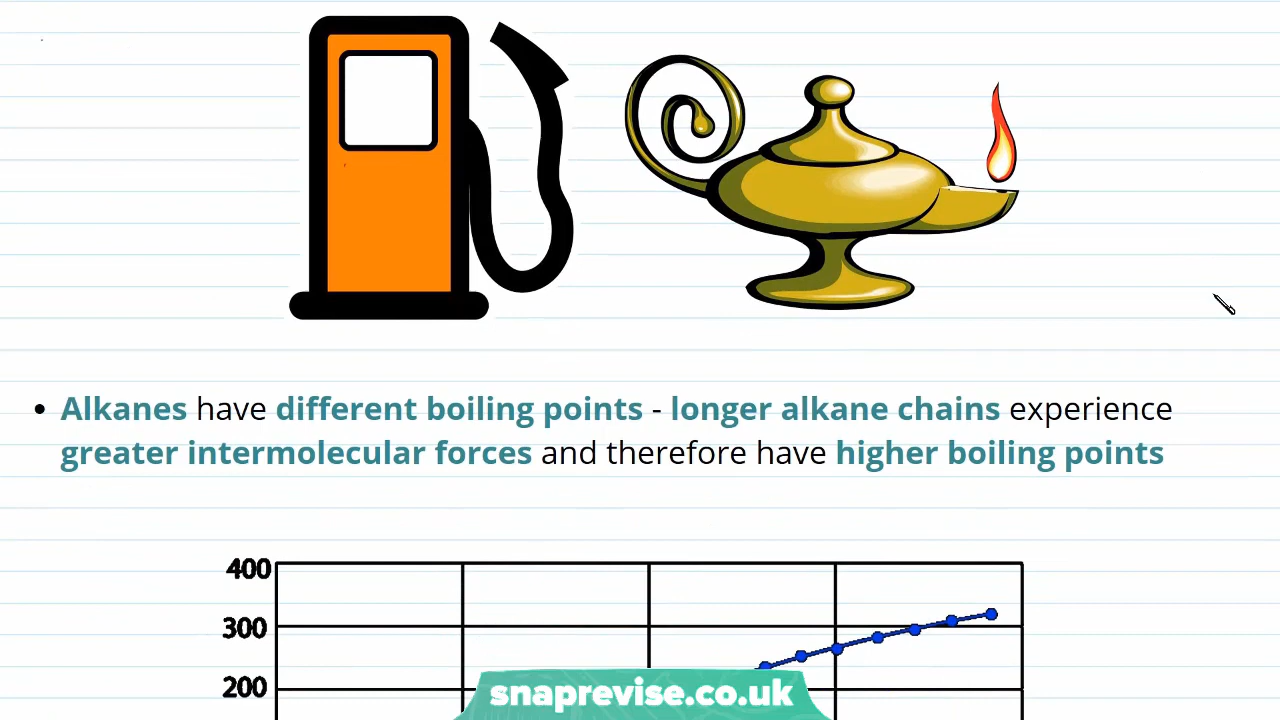 Alkanes have different boiling points - longer alkane chains experience
greater intermolecular forces and therefore have higher boiling points
400
300
200
snaprevise.co.uk